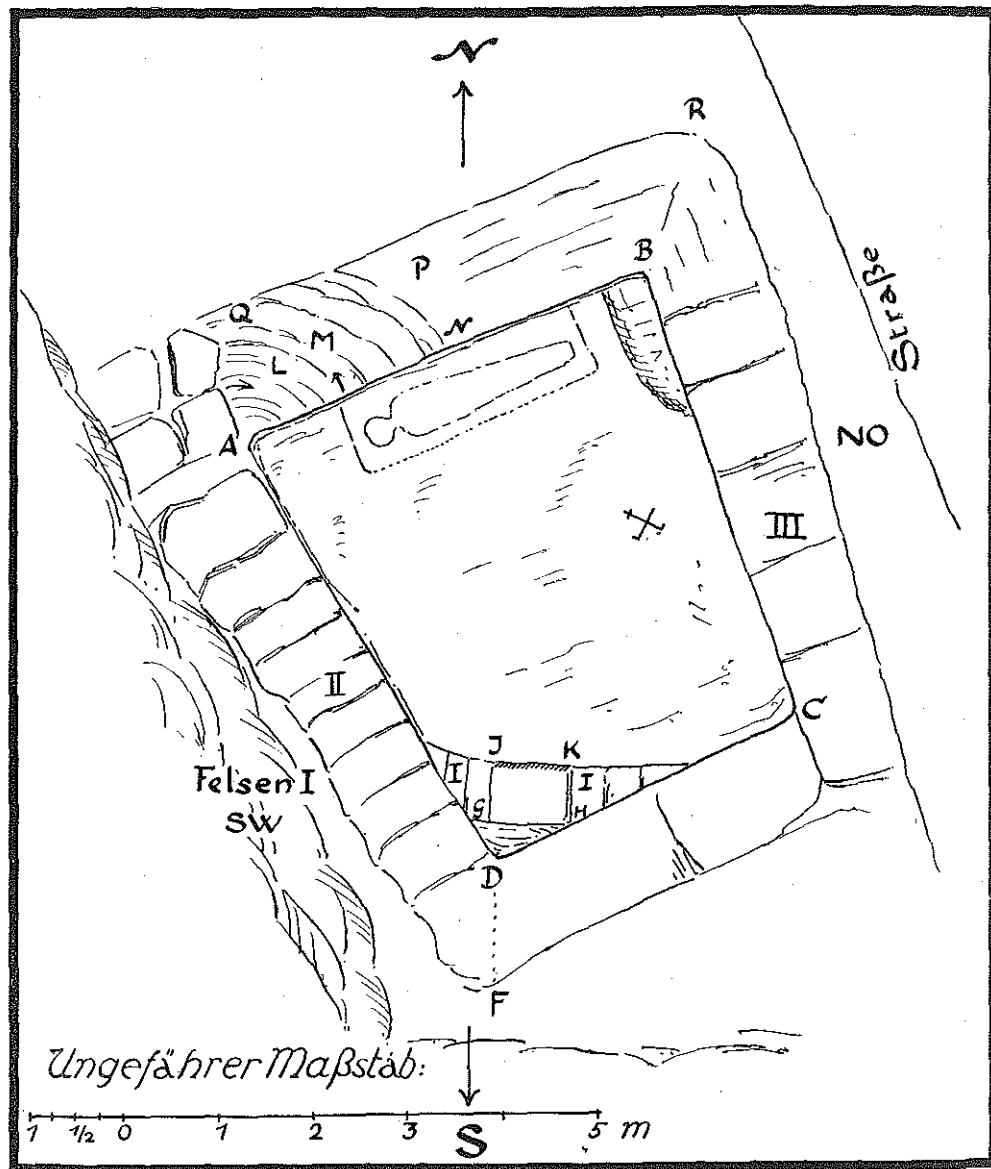 N
R
B
P
Q
N
M
L
A
Straße
NO
III
II
C
J
K
I
I
G
H
Felsen I
SW
D
F
Ungefährer Maßstab:
1 1/2 0 1 2 3 5 m
S